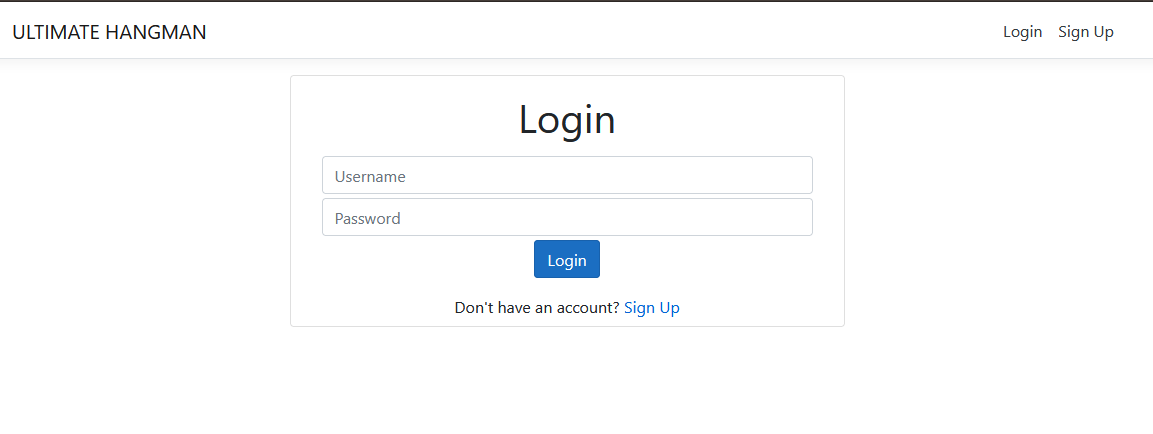 ULTIMATE HANGMAN
Login Sign Up
Login
Username
Password
Login
Don't have an account? Sign Up